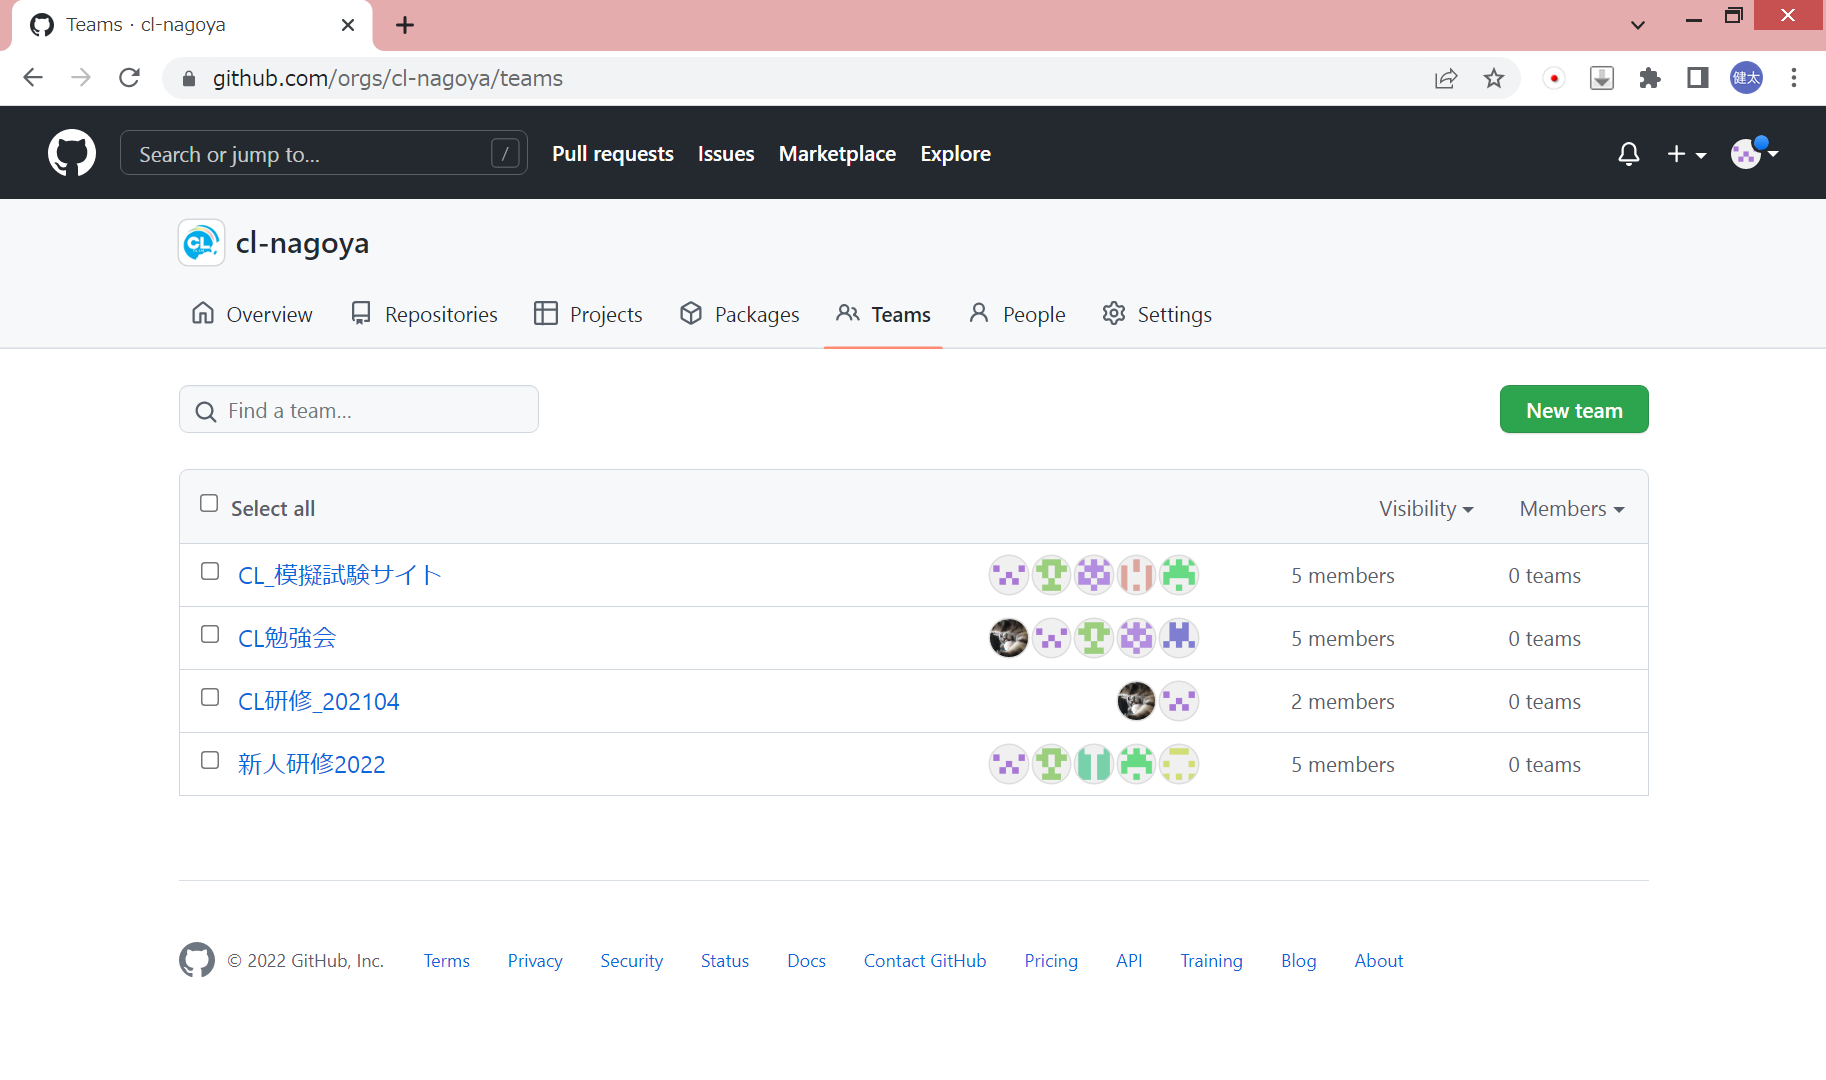 Teams · cl-nagoya
github.com/orgs/cl-nagoya/teams
健太
Search or jump to... /
Pull requests Issues Marketplace Explore
CL
cl-nagoya
Overview Repositories Projects Packages Teams People Settings
Find a team...
New team
Select all Visibility Members
CL_模擬試験サイト 5 members 0 teams
CL勉強会 5 members 0 teams
CL研修_202104 2 members 0 teams
新人研修2022 5 members 0 teams
© 2022 GitHub, Inc. Terms Privacy Security Status Docs Contact GitHub Pricing API Training Blog About